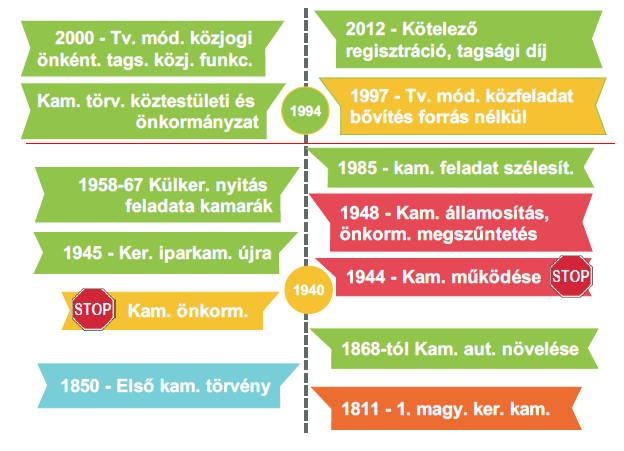 2000 - Tv. mód. közjogi
önként. tags. közj. funkc.
2012 - Kötelező
regisztráció, tagsági díj
Kam. törv. köztestületi és
önkormányzat
1994
1997 - Tv. mód. közfeladat
bővítés forrás nélkül
1985 - kam. feladat szélesít.
1958-67 Külker. nyitás
feladata kamarák
1948 - Kam. államosítás,
önkorm. megszűntetés
1945 - Ker. iparkam. újra
1944 - Kam. működése STOP
1940
STOP Kam. önkorm.
1868-tól Kam. aut. növelése
1850 - Első kam. törvény
1811 - 1. magy. ker. kam.